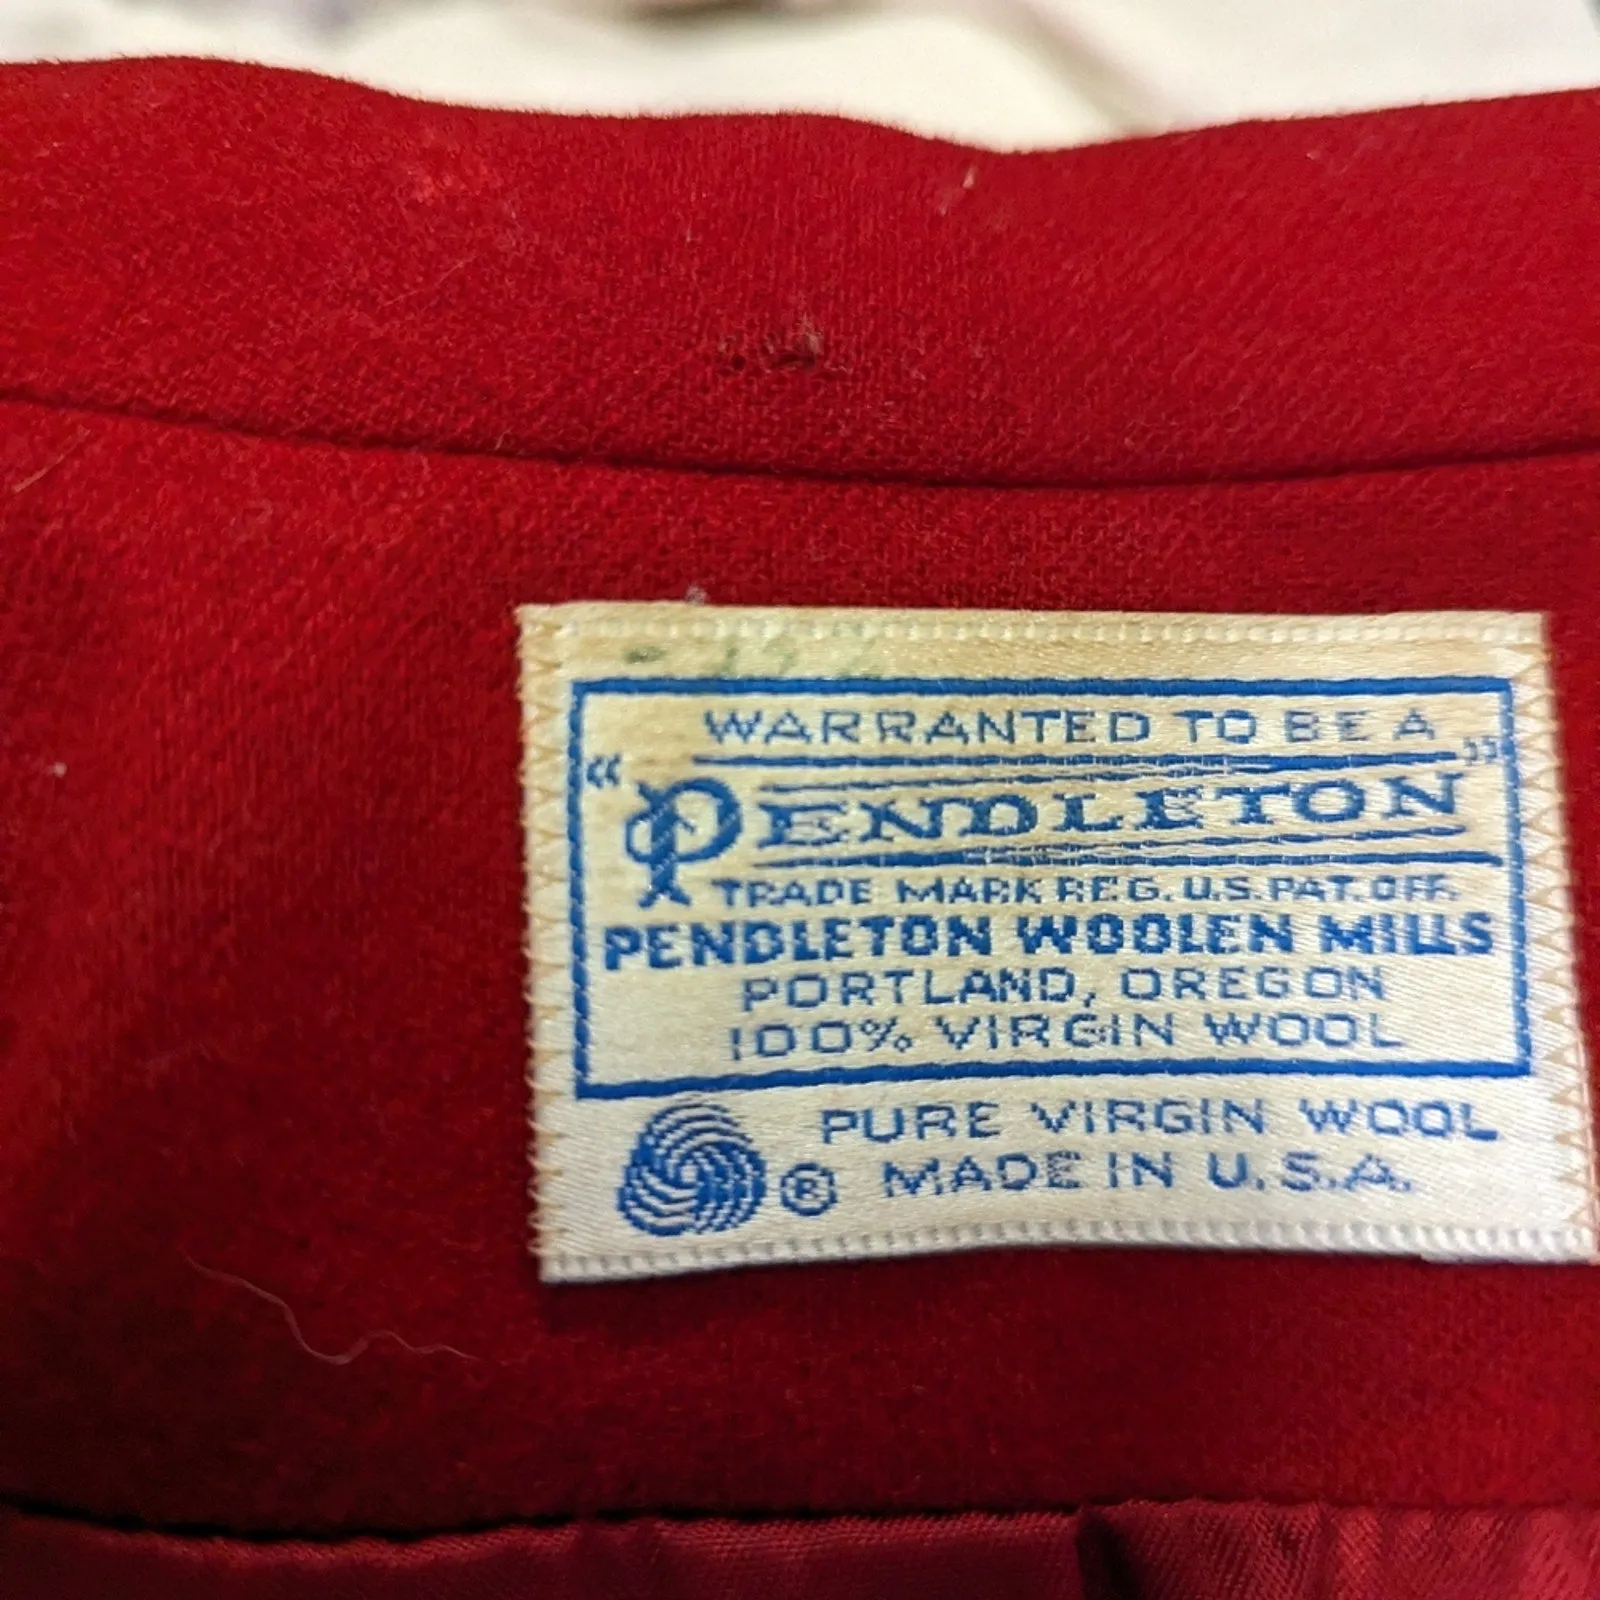 WARRANTED TO BE A
"PENDLETON"
TRADE MARK REG. U.S. PAT. OFF.
PENDLETON WOOLEN MILLS
PORTLAND, OREGON
100% VIRGIN WOOL
PURE VIRGIN WOOL
® MADE IN U.S.A.